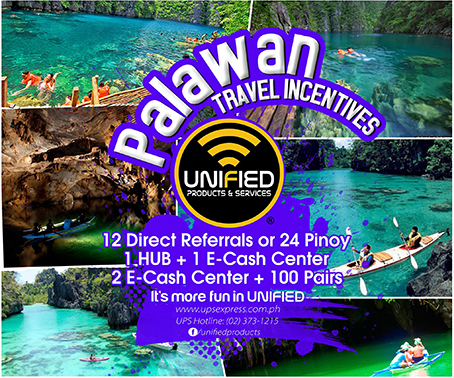 Palawan
TRAVEL INCENTIVES
UNIFIED
PRODUCTS & SERVICES
®
12 Direct Referrals or 24 Pinoy
1 HUB + 1 E-Cash Center
2 E-Cash Center + 100 Pairs
It's more fun in UNIFIED
www.upsexpress.com.ph
UPS Hotline: (02) 373-1215
f /unifiedproducts